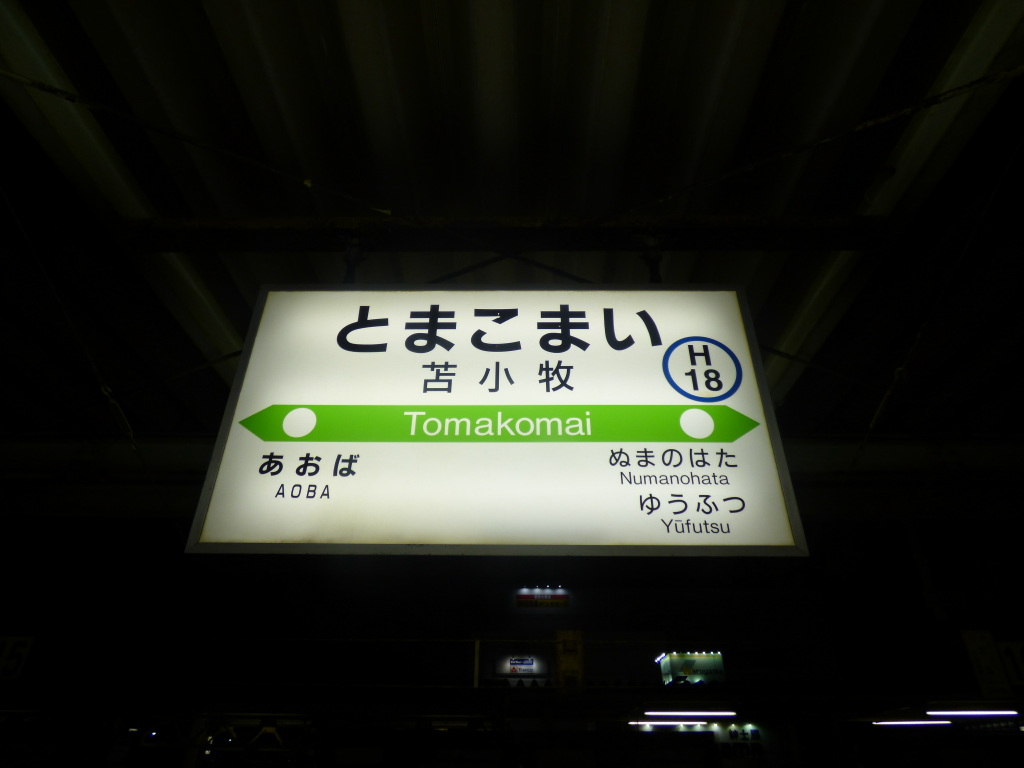 とまこまい
苫小牧
H
18
Tomakomai
あおば
AOBA
ぬまのはた
Numanohata
ゆうふつ
Yūfutsu